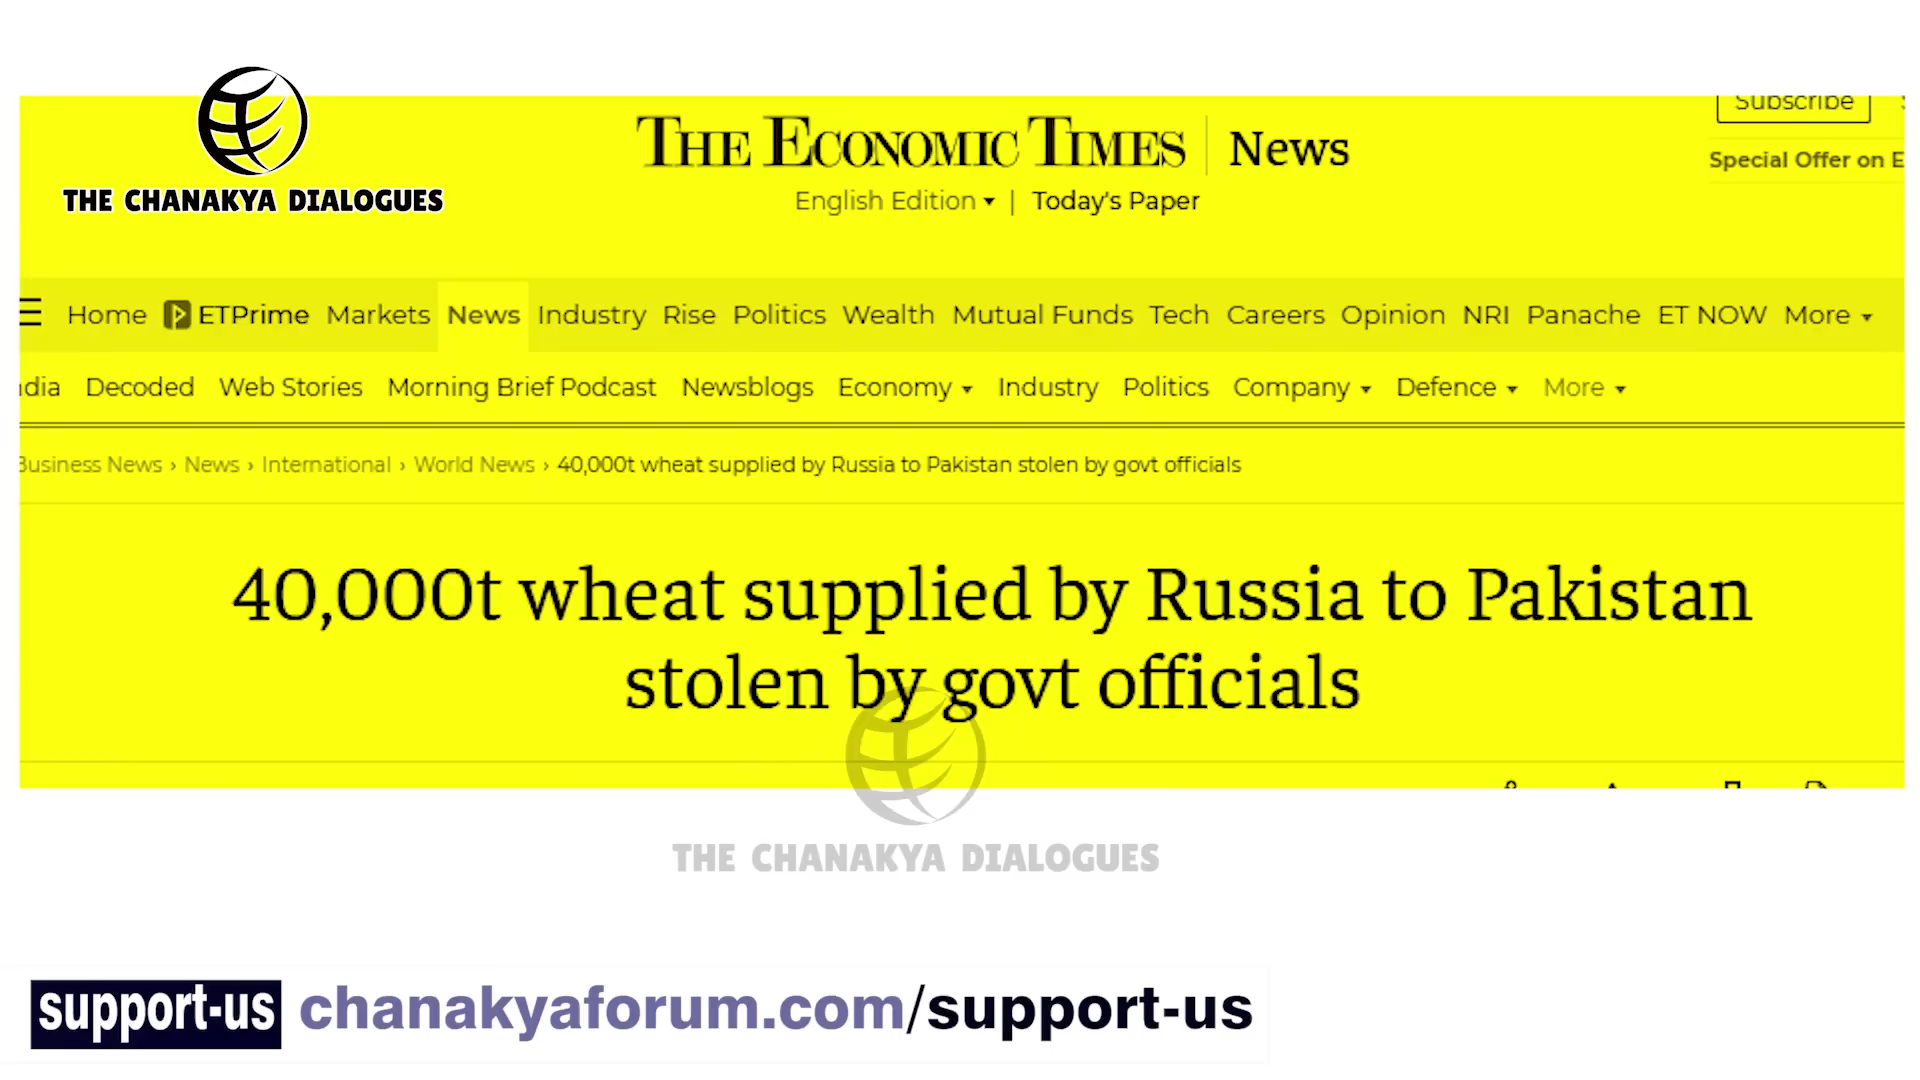 THE CHANAKYA DIALOGUES
THE ECONOMIC TIMES | News
English Edition | Today's Paper
Subscribe
Special Offer on E
Home ETPrime Markets News Industry Rise Politics Wealth Mutual Funds Tech Careers Opinion NRI Panache ET NOW More
dia Decoded Web Stories Morning Brief Podcast Newsblogs Economy Industry Politics Company Defence More
Business News › News › International › World News › 40,000t wheat supplied by Russia to Pakistan stolen by govt officials
40,000t wheat supplied by Russia to Pakistan
stolen by govt officials
THE CHANAKYA DIALOGUES
support-us chanakyaforum.com/support-us